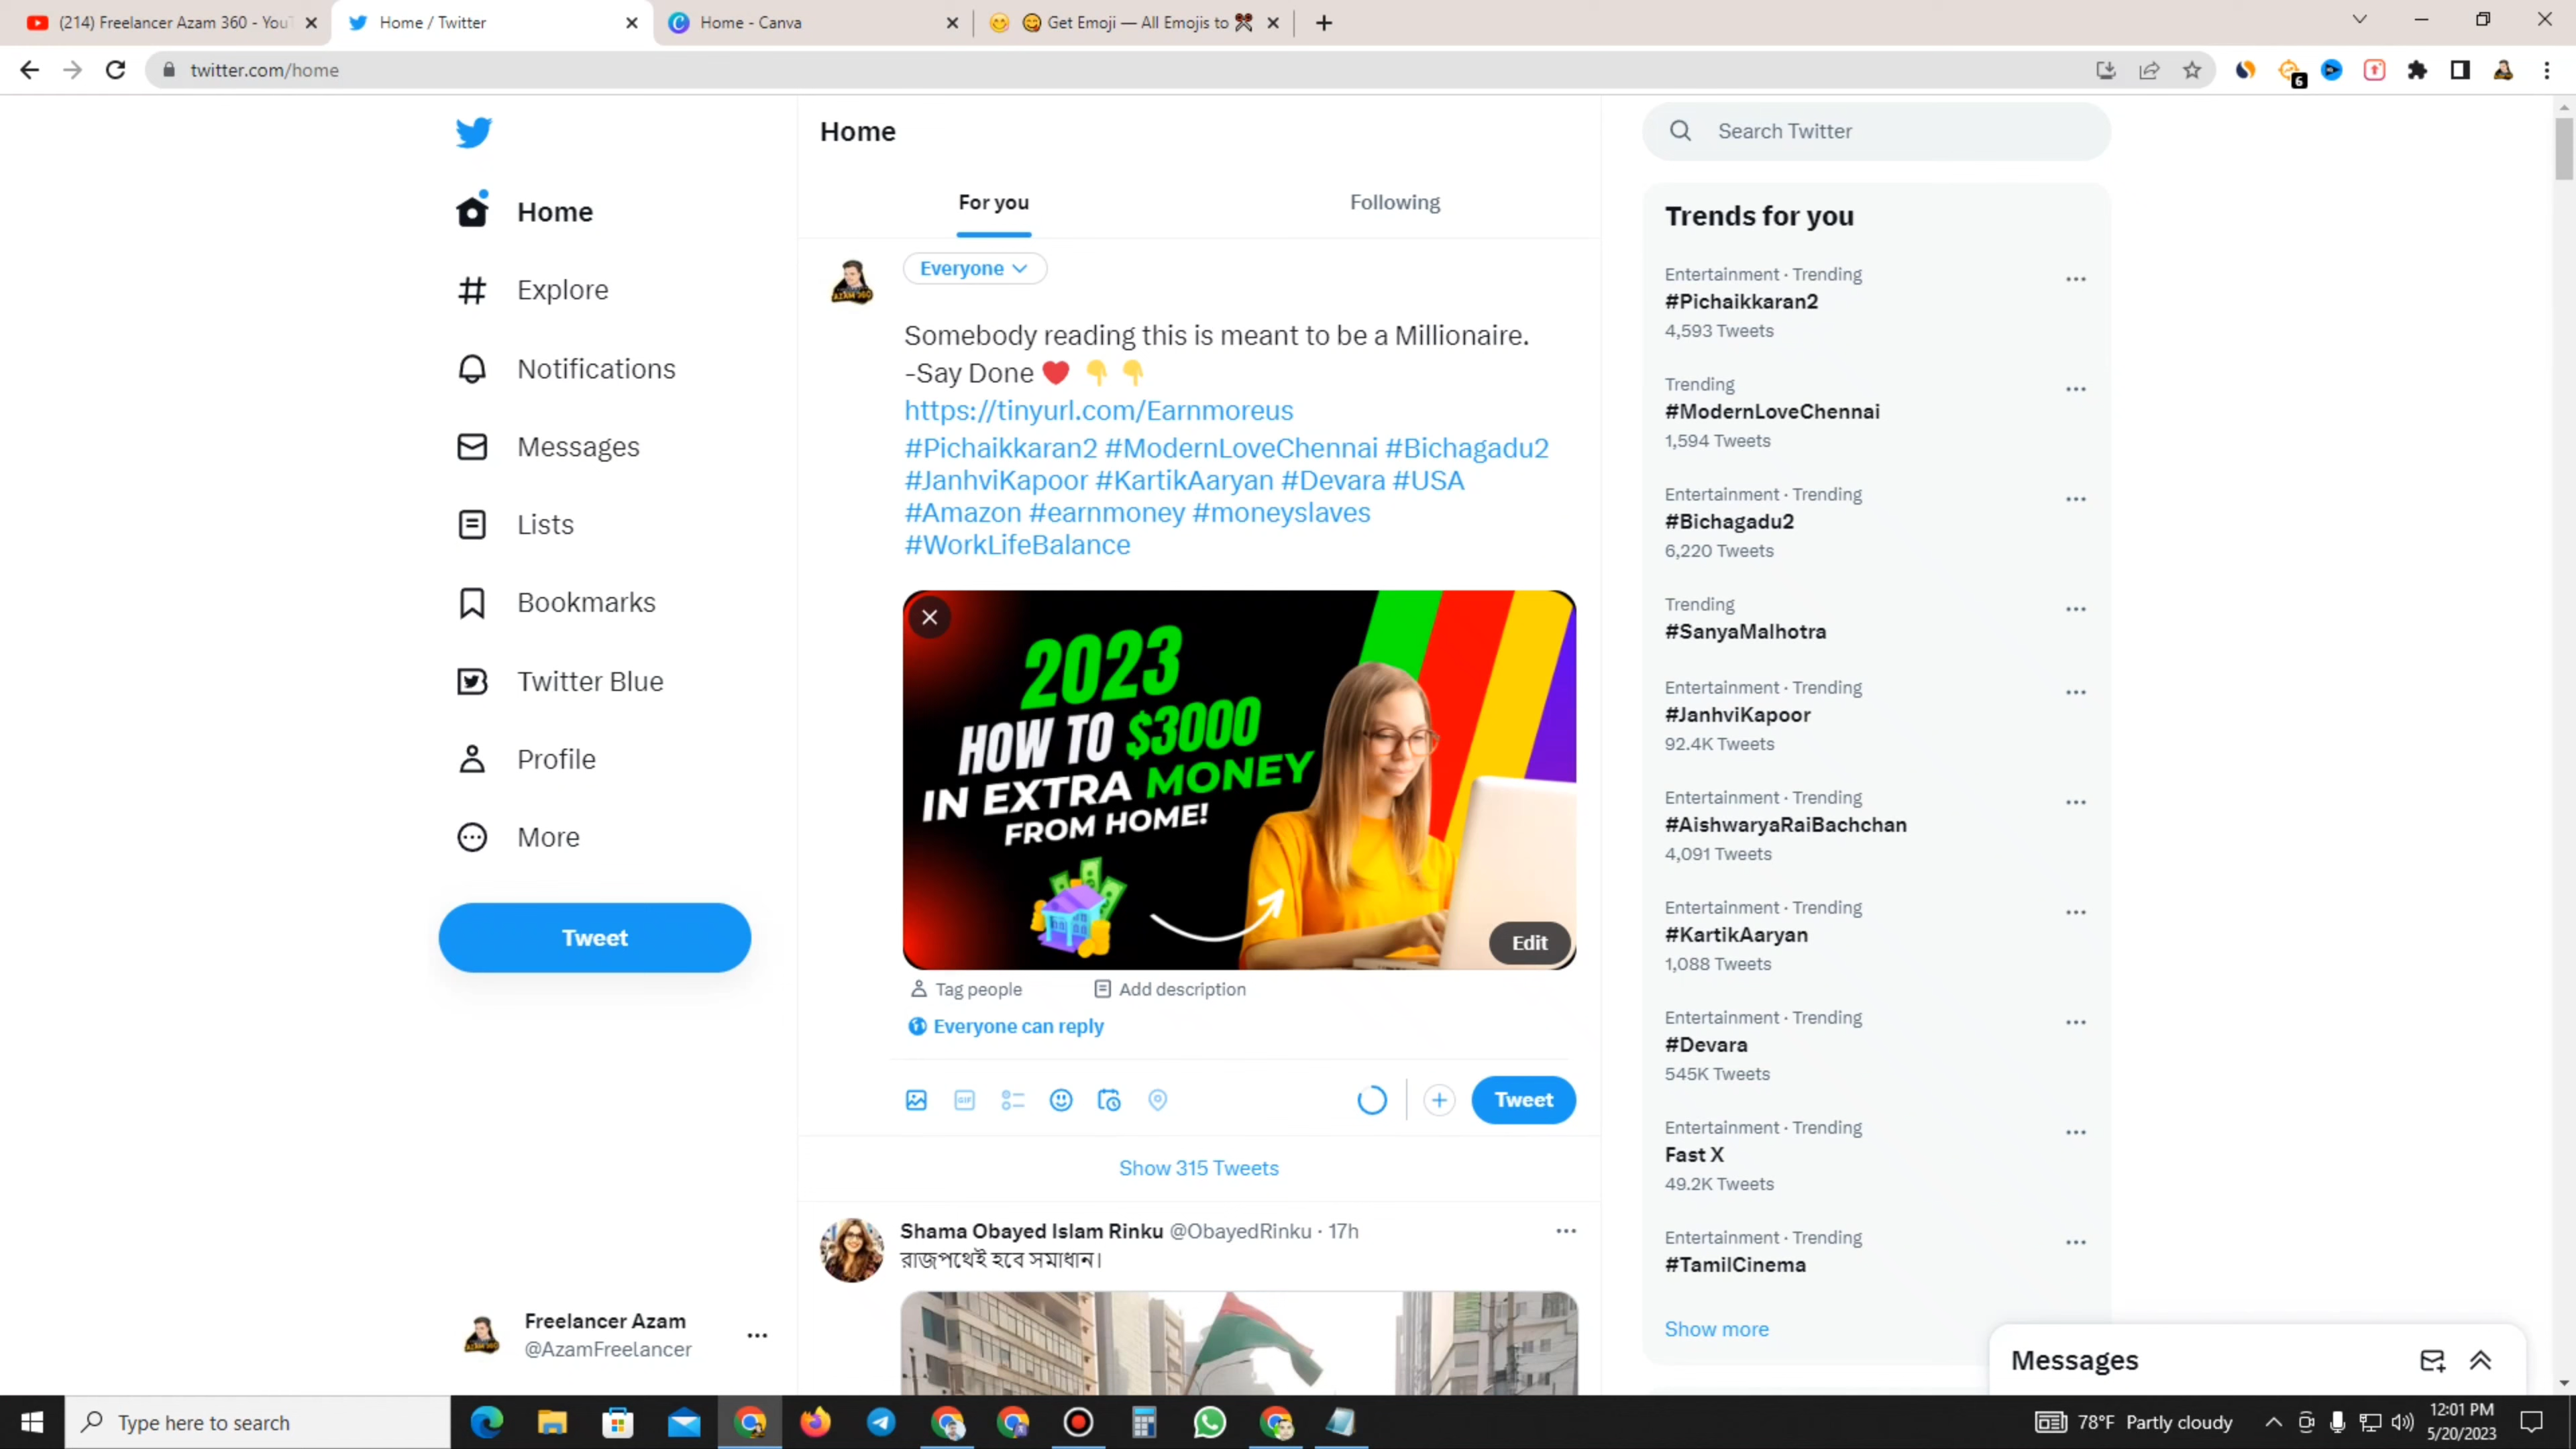 (214) Freelancer Azam 360 - You
Home / Twitter
Home - Canva
Get Emoji — All Emojis to
twitter.com/home
6
Home
Explore
Notifications
Messages
Lists
Bookmarks
Twitter Blue
Profile
More
Tweet
Freelancer Azam
@AzamFreelancer
Home
For you
Following
Everyone
Somebody reading this is meant to be a Millionaire.
-Say Done ❤️ 👇 👇
https://tinyurl.com/Earnmoreus
#Pichaikkaran2 #ModernLoveChennai #Bichagadu2
#JanhviKapoor #KartikAaryan #Devara #USA
#Amazon #earnmoney #moneyslaves
#WorkLifeBalance
2023
HOW TO $3000
IN EXTRA MONEY
FROM HOME!
Edit
Tag people
Add description
Everyone can reply
GIF
Tweet
Show 315 Tweets
Shama Obayed Islam Rinku @ObayedRinku · 17h
রাজপথেই হবে সমাধান।
Search Twitter
Trends for you
Entertainment · Trending
#Pichaikkaran2
4,593 Tweets
Trending
#ModernLoveChennai
1,594 Tweets
Entertainment · Trending
#Bichagadu2
6,220 Tweets
Trending
#SanyaMalhotra
Entertainment · Trending
#JanhviKapoor
92.4K Tweets
Entertainment · Trending
#AishwaryaRaiBachchan
4,091 Tweets
Entertainment · Trending
#KartikAaryan
1,088 Tweets
Entertainment · Trending
#Devara
545K Tweets
Entertainment · Trending
Fast X
49.2K Tweets
Entertainment · Trending
#TamilCinema
Show more
Messages
Type here to search
78°F Partly cloudy
12:01 PM
5/20/2023